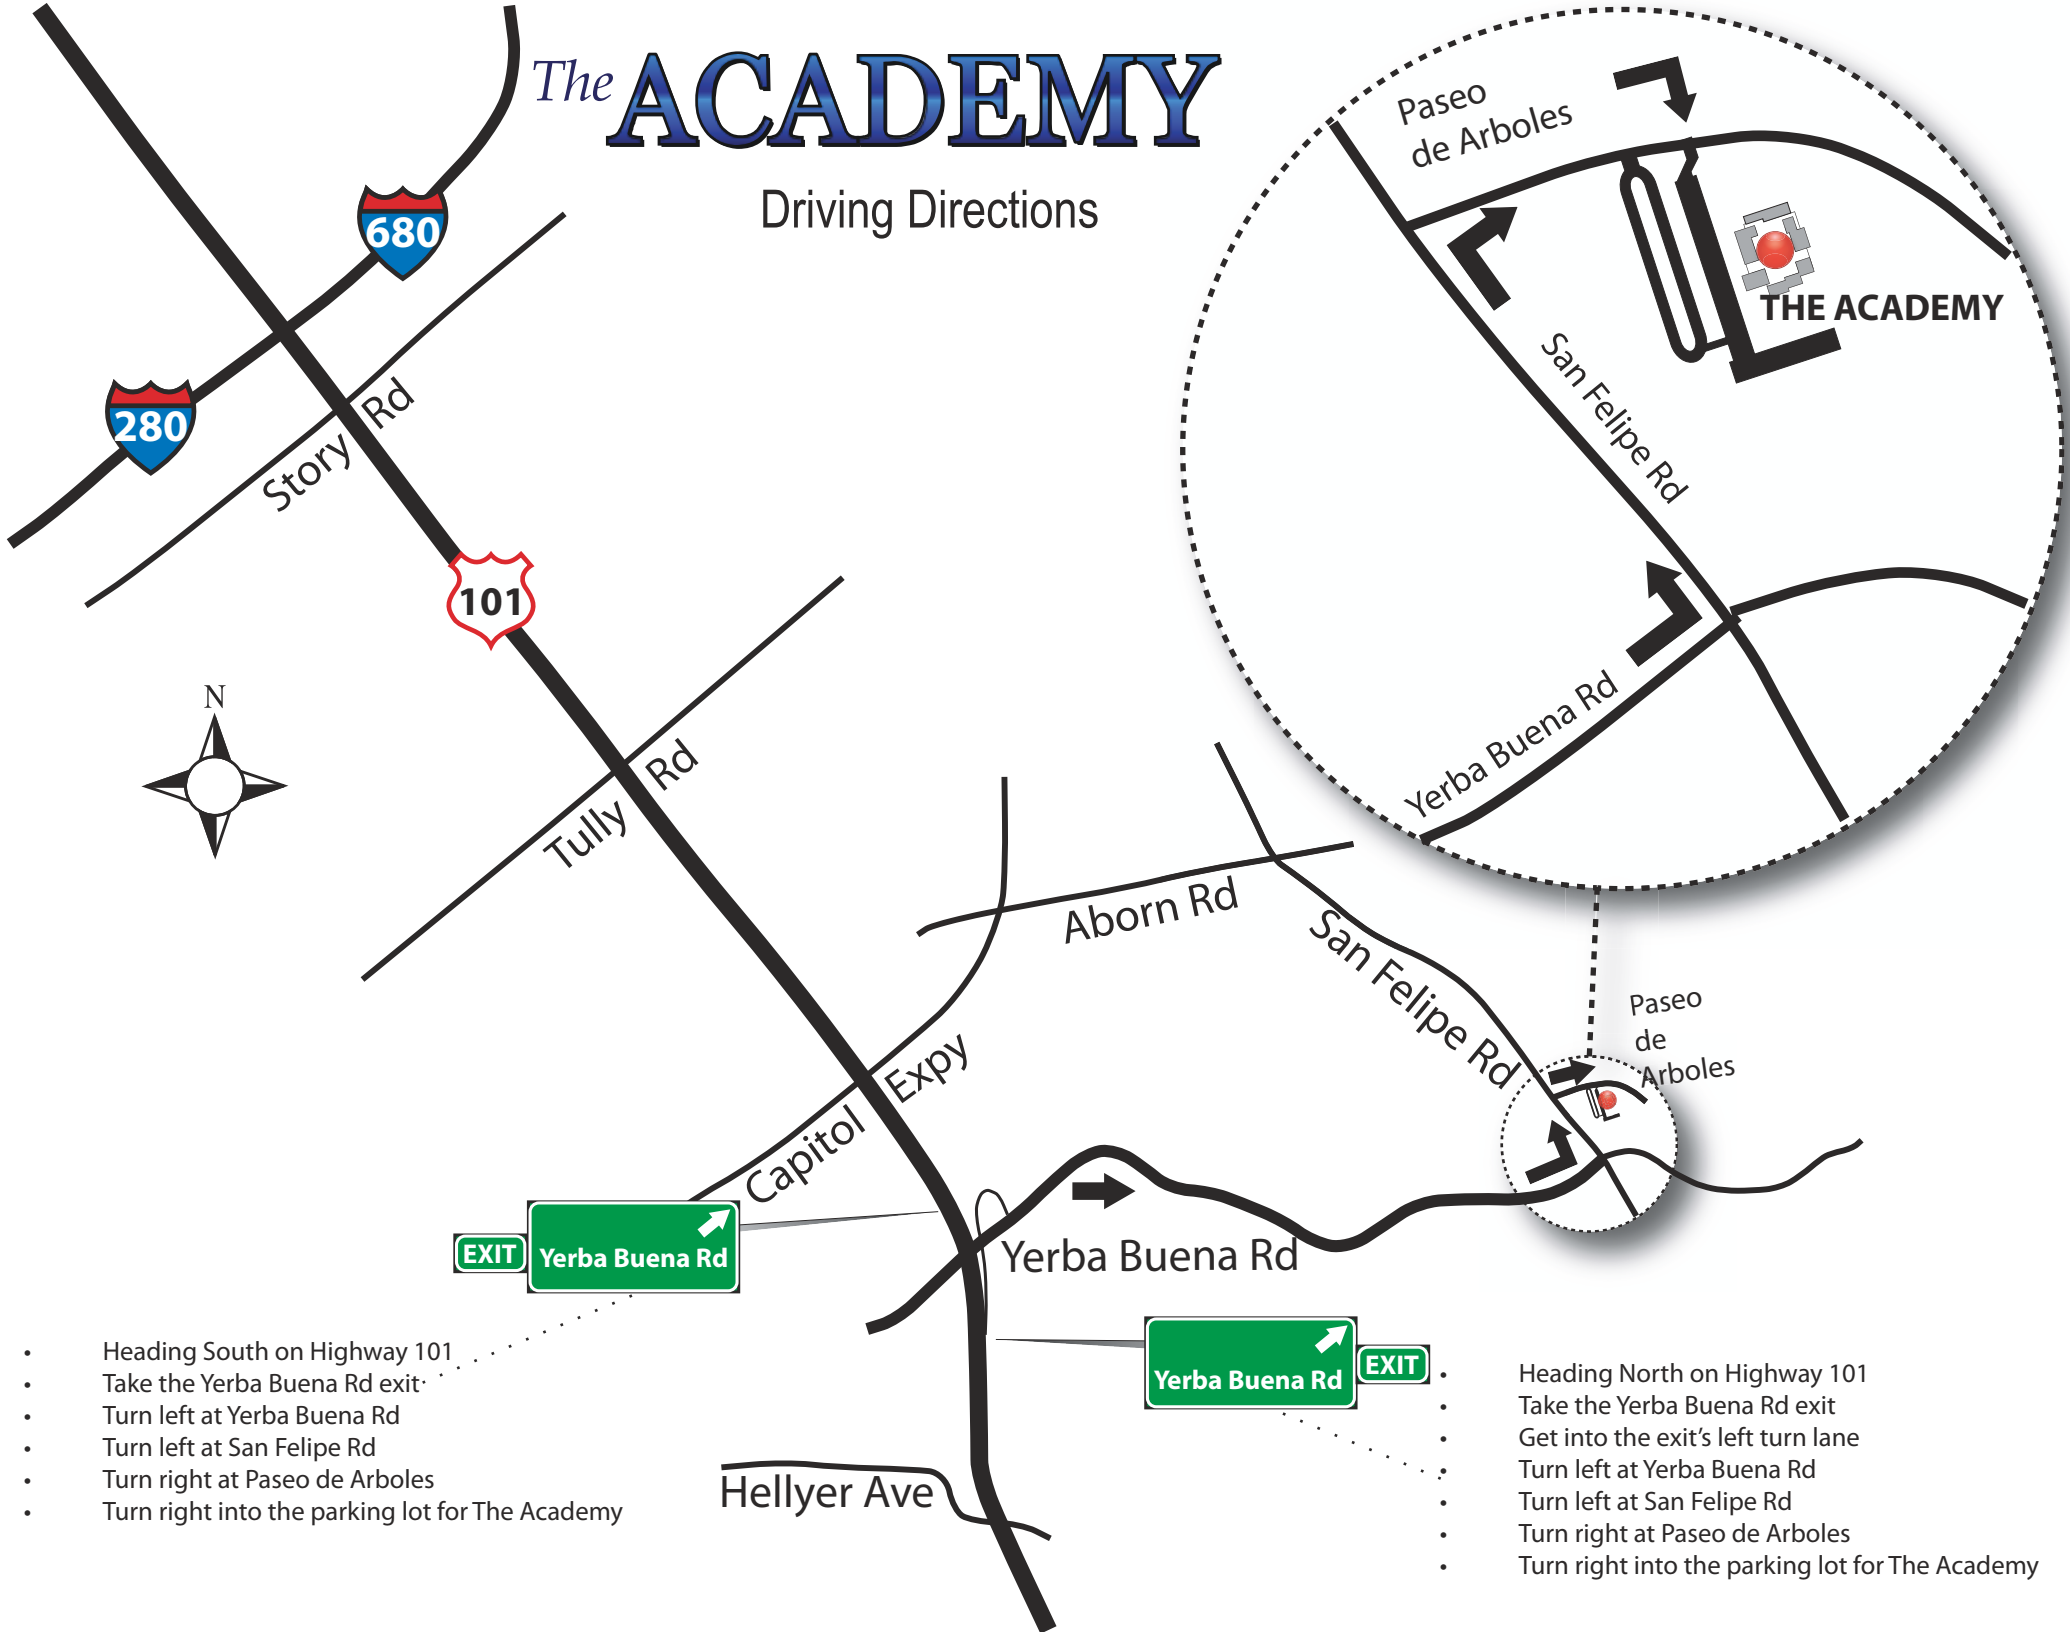 The ACADEMY
Driving Directions
680
280
Story Rd
101
N
Tully Rd
Paseo
de Arboles
THE ACADEMY
San Felipe Rd
Yerba Buena Rd
Aborn Rd
San Felipe Rd
Paseo
de
Arboles
Capitol Expy
EXIT
Yerba Buena Rd
Yerba Buena Rd
Yerba Buena Rd
EXIT
Hellyer Ave
• Heading South on Highway 101
• Take the Yerba Buena Rd exit
• Turn left at Yerba Buena Rd
• Turn left at San Felipe Rd
• Turn right at Paseo de Arboles
• Turn right into the parking lot for The Academy
• Heading North on Highway 101
• Take the Yerba Buena Rd exit
• Get into the exit’s left turn lane
• Turn left at Yerba Buena Rd
• Turn left at San Felipe Rd
• Turn right at Paseo de Arboles
• Turn right into the parking lot for The Academy